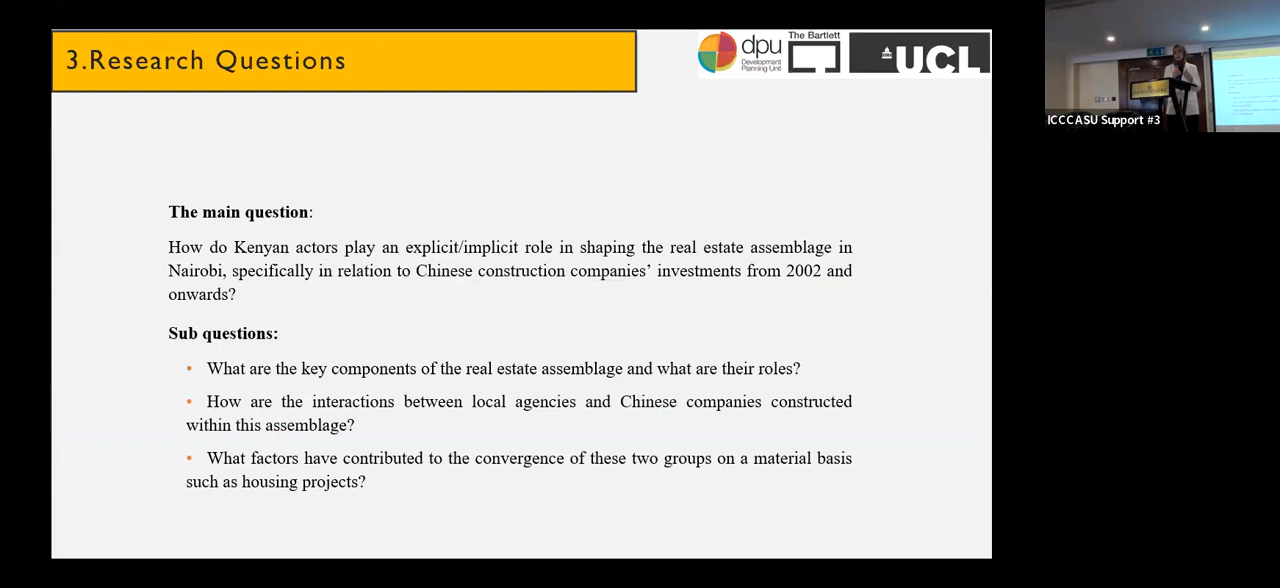 3.Research Questions
dpu
Development
Planning Unit
The Bartlett
UCL
ICCCASU Support #3
The main question:
How do Kenyan actors play an explicit/implicit role in shaping the real estate assemblage in
Nairobi, specifically in relation to Chinese construction companies’ investments from 2002 and
onwards?
Sub questions:
• What are the key components of the real estate assemblage and what are their roles?
• How are the interactions between local agencies and Chinese companies constructed
within this assemblage?
• What factors have contributed to the convergence of these two groups on a material basis
such as housing projects?